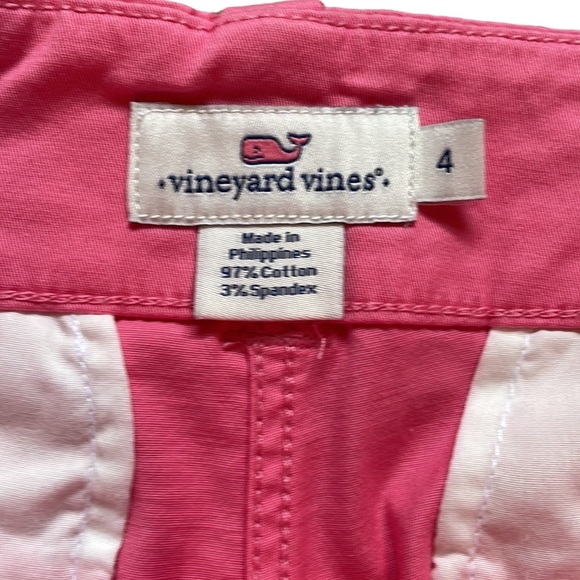 • vineyard vines® •
4
Made in
Philippines
97% Cotton
3% Spandex